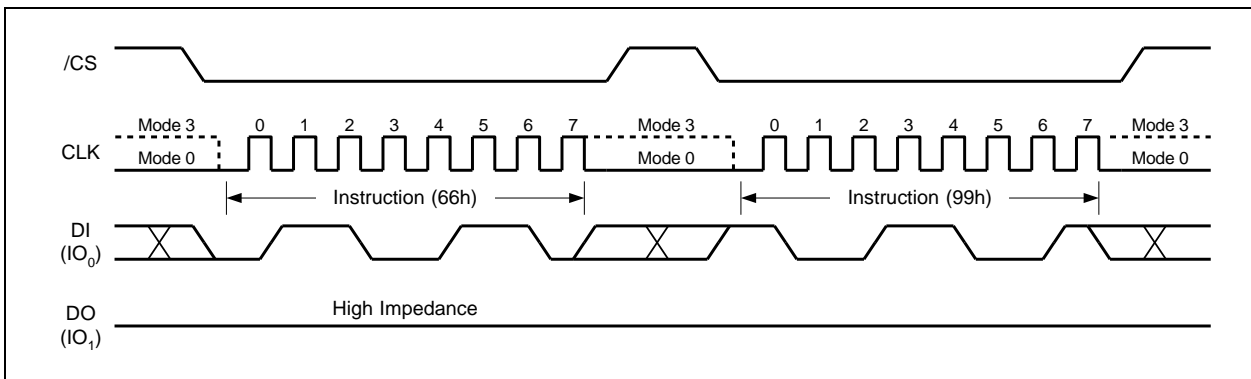 /CS
Mode 3 0 1 2 3 4 5 6 7 Mode 3 0 1 2 3 4 5 6 7 Mode 3
CLK
Mode 0 Mode 0 Mode 0
Instruction (66h) Instruction (99h)
DI
(IO₀)
High Impedance
DO
(IO₁)